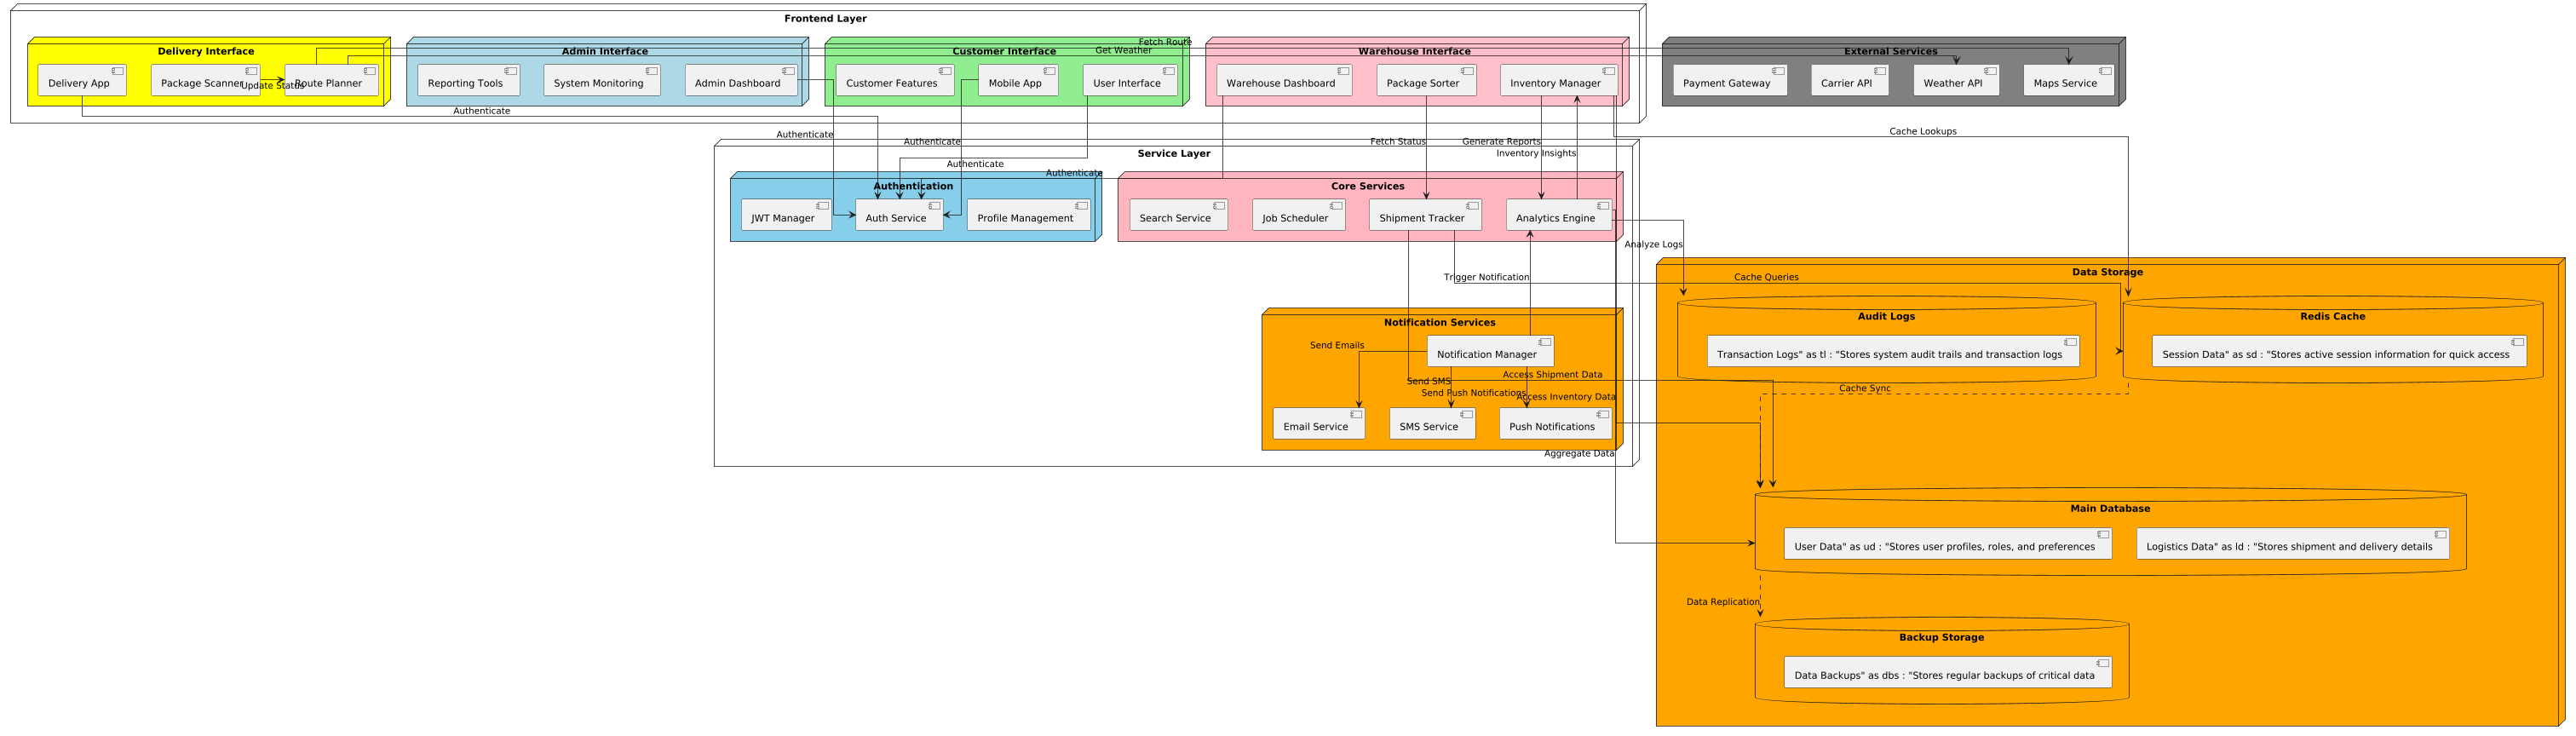 Frontend Layer
Delivery Interface
Admin Interface
Customer Interface
Warehouse Interface
External Services
Fetch Route
Get Weather
Delivery App
Package Scanner
Route Planner
Update Status
Reporting Tools
System Monitoring
Admin Dashboard
Customer Features
Mobile App
User Interface
Warehouse Dashboard
Package Sorter
Inventory Manager
Payment Gateway
Carrier API
Weather API
Maps Service
Authenticate
Authenticate
Authenticate
Authenticate
Authenticate
Fetch Status
Generate Reports
Inventory Insights
Cache Lookups
Service Layer
Authentication
Core Services
JWT Manager
Auth Service
Profile Management
Search Service
Job Scheduler
Shipment Tracker
Analytics Engine
Analyze Logs
Trigger Notification
Cache Queries
Data Storage
Notification Services
Notification Manager
Send Emails
Send SMS
Send Push Notifications
Access Shipment Data
Access Inventory Data
Email Service
SMS Service
Push Notifications
Aggregate Data
Audit Logs
Transaction Logs" as tl : "Stores system audit trails and transaction logs
Redis Cache
Session Data" as sd : "Stores active session information for quick access
Cache Sync
Main Database
User Data" as ud : "Stores user profiles, roles, and preferences
Logistics Data" as ld : "Stores shipment and delivery details
Data Replication
Backup Storage
Data Backups" as dbs : "Stores regular backups of critical data